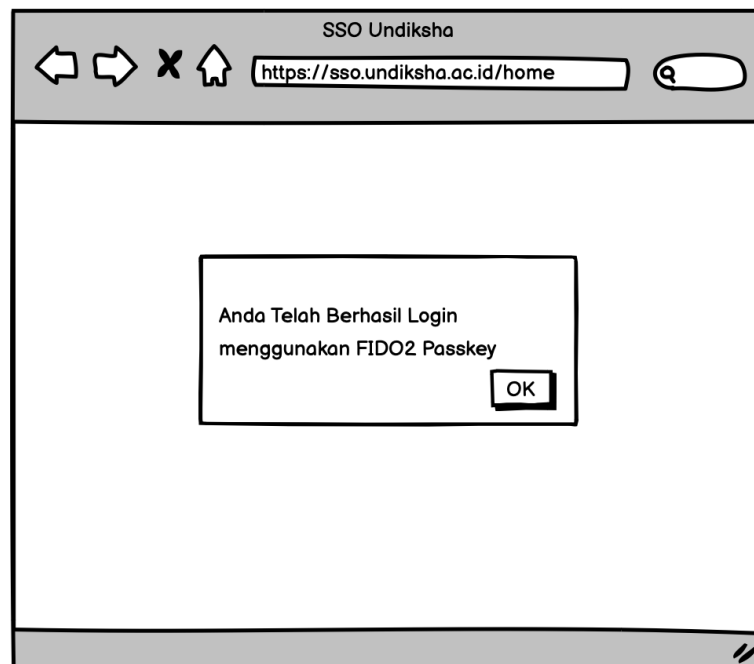 SSO Undiksha
https://sso.undiksha.ac.id/home
Anda Telah Berhasil Login
menggunakan FIDO2 Passkey
OK